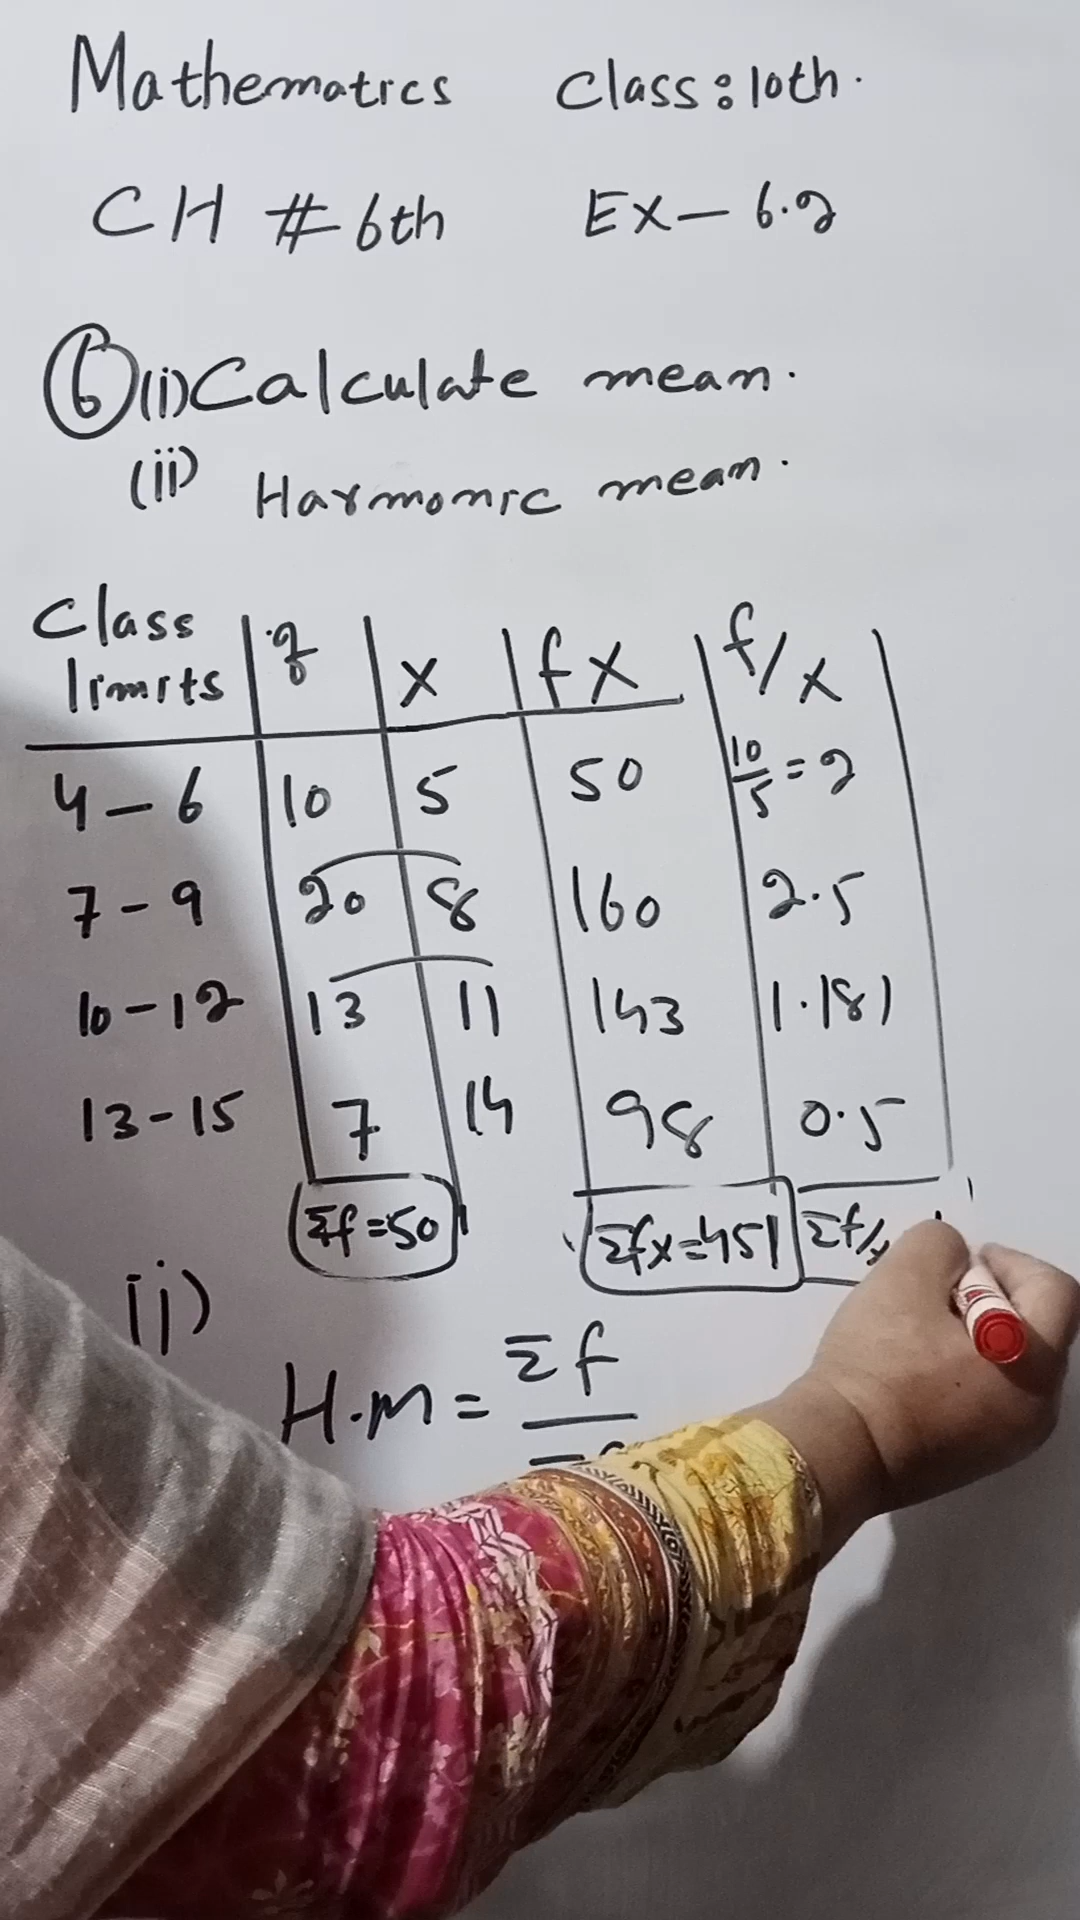 Mathematics Class: 10th.
CH # 6th EX - 6.2
6 (i) Calculate mean.
(ii) Harmonic mean.
Class limits f x fx f/x
4-6 10 5 50 10/5 = 2
7-9 20 8 160 2.5
10-12 13 11 143 1.181
13-15 7 14 98 0.5
Σf=50 Σfx=451 Σf/x
ii)
H.M = Σf